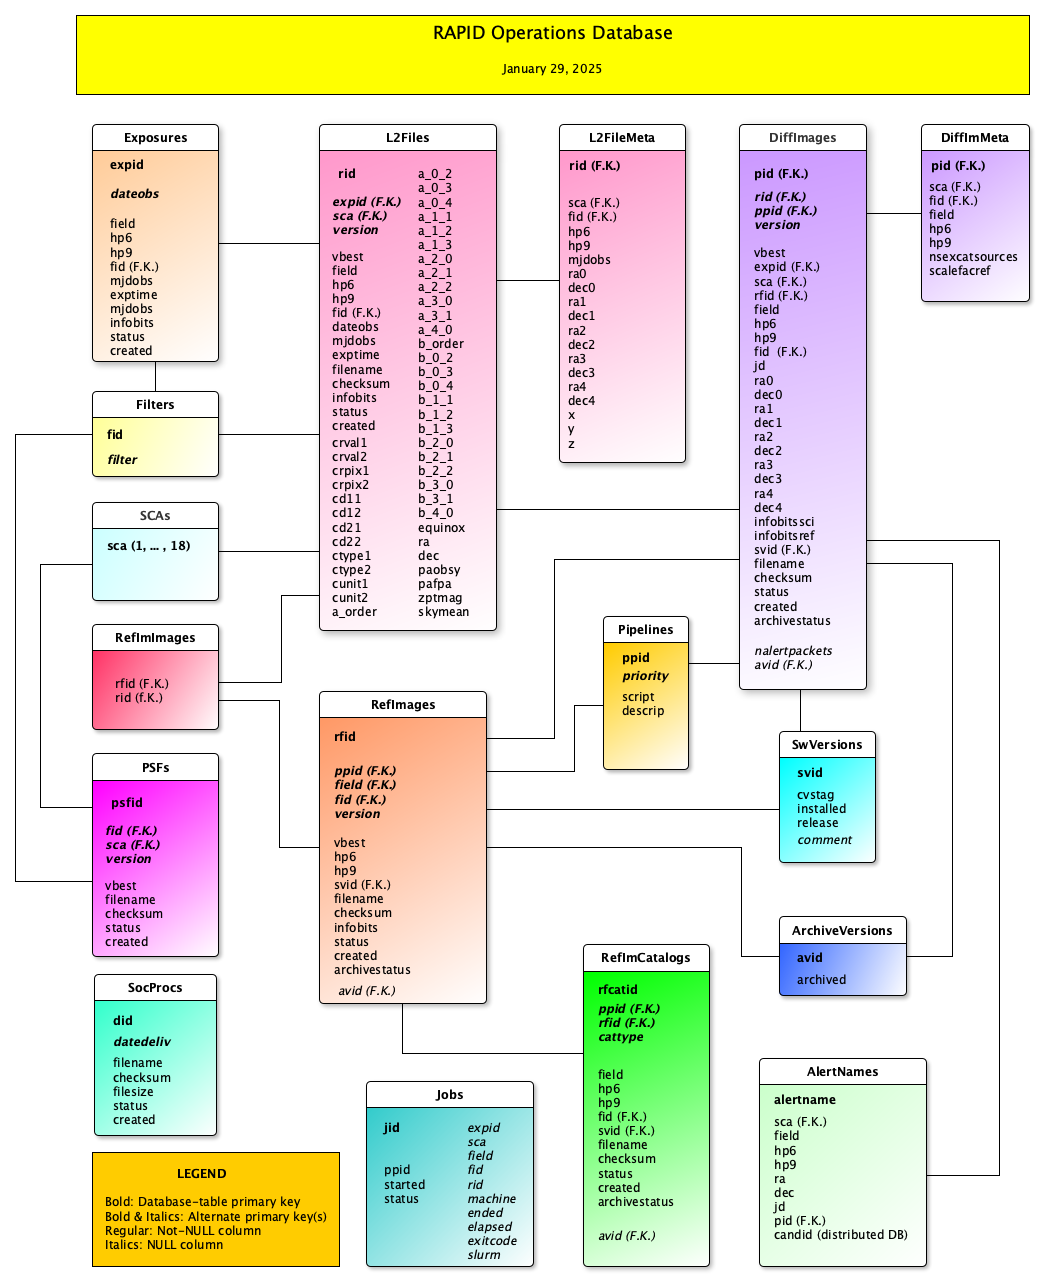 RAPID Operations Database
January 29, 2025
Exposures
expid
dateobs
field
hp6
hp9
fid (F.K.)
mjdobs
exptime
mjdobs
infobits
status
created
Filters
fid
filter
SCAs
sca (1, ... , 18)
RefImImages
rfid (F.K.)
rid (f.K.)
PSFs
psfid
fid (F.K.)
sca (F.K.)
version
vbest
filename
checksum
status
created
SocProcs
did
datedeliv
filename
checksum
filesize
status
created
LEGEND
Bold: Database-table primary key
Bold & Italics: Alternate primary key(s)
Regular: Not-NULL column
Italics: NULL column
L2Files
rid
expid (F.K.)
sca (F.K.)
version
vbest
field
hp6
hp9
fid (F.K.)
dateobs
mjdobs
exptime
filename
checksum
infobits
status
created
crval1
crval2
crpix1
crpix2
cd11
cd12
cd21
cd22
ctype1
ctype2
cunit1
cunit2
a_order
a_0_2
a_0_3
a_0_4
a_1_1
a_1_2
a_1_3
a_2_0
a_2_1
a_2_2
a_3_0
a_3_1
a_4_0
b_order
b_0_2
b_0_3
b_0_4
b_1_1
b_1_2
b_1_3
b_2_0
b_2_1
b_2_2
b_3_0
b_3_1
b_4_0
equinox
ra
dec
paobsy
pafpa
zptmag
skymean
RefImages
rfid
ppid (F.K.)
field (F.K.)
fid (F.K.)
version
vbest
hp6
hp9
svid (F.K.)
filename
checksum
infobits
status
created
archivestatus
avid (F.K.)
Jobs
jid
ppid
started
status
expid
sca
field
fid
rid
machine
ended
elapsed
exitcode
slurm
L2FileMeta
rid (F.K.)
sca (F.K.)
fid (F.K.)
hp6
hp9
mjdobs
ra0
dec0
ra1
dec1
ra2
dec2
ra3
dec3
ra4
dec4
x
y
z
Pipelines
ppid
priority
script
descrip
RefImCatalogs
rfcatid
ppid (F.K.)
rfid (F.K.)
cattype
field
hp6
hp9
fid (F.K.)
svid (F.K.)
filename
checksum
status
created
archivestatus
avid (F.K.)
DiffImages
pid (F.K.)
rid (F.K.)
ppid (F.K.)
version
vbest
expid (F.K.)
sca (F.K.)
rfid (F.K.)
field
hp6
hp9
fid (F.K.)
jd
ra0
dec0
ra1
dec1
ra2
dec2
ra3
dec3
ra4
dec4
infobitssci
infobitsref
svid (F.K.)
filename
checksum
status
created
archivestatus
nalertpackets
avid (F.K.)
DiffImMeta
pid (F.K.)
sca (F.K.)
fid (F.K.)
field
hp6
hp9
nsexcatsources
scalefacref
SwVersions
svid
cvstag
installed
release
comment
ArchiveVersions
avid
archived
AlertNames
alertname
sca (F.K.)
field
hp6
hp9
ra
dec
jd
pid (F.K.)
candid (distributed DB)